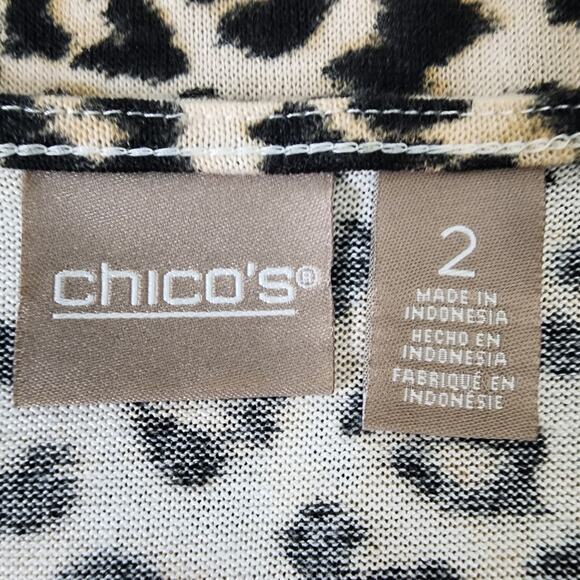 chico's®
2
MADE IN
INDONESIA
HECHO EN
INDONESIA
FABRIQUÉ EN
INDONÉSIE